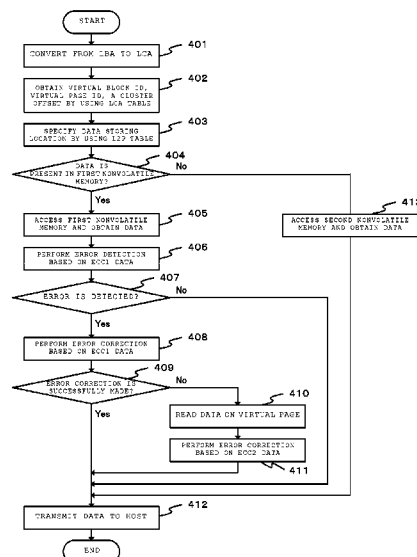 START
CONVERT FROM LBA TO LCA
401
OBTAIN VIRTUAL BLOCK ID,
VIRTUAL PAGE ID, A CLUSTER
OFFSET BY USING LCA TABLE
402
SPECIFY DATA STORING
LOCATION BY USING L2P TABLE
403
DATA IS
PRESENT IN FIRST NONVOLATILE
MEMORY?
404
No
Yes
ACCESS FIRST NONVOLATILE
MEMORY AND OBTAIN DATA
405
ACCESS SECOND NONVOLATILE
MEMORY AND OBTAIN DATA
413
PERFORM ERROR DETECTION
BASED ON ECC1 DATA
406
ERROR IS DETECTED?
407
No
Yes
PERFORM ERROR CORRECTION
BASED ON ECC1 DATA
408
ERROR CORRECTION IS
SUCCESSFULLY MADE?
409
No
Yes
READ DATA ON VIRTUAL PAGE
410
PERFORM ERROR CORRECTION
BASED ON ECC2 DATA
411
TRANSMIT DATA TO HOST
412
END